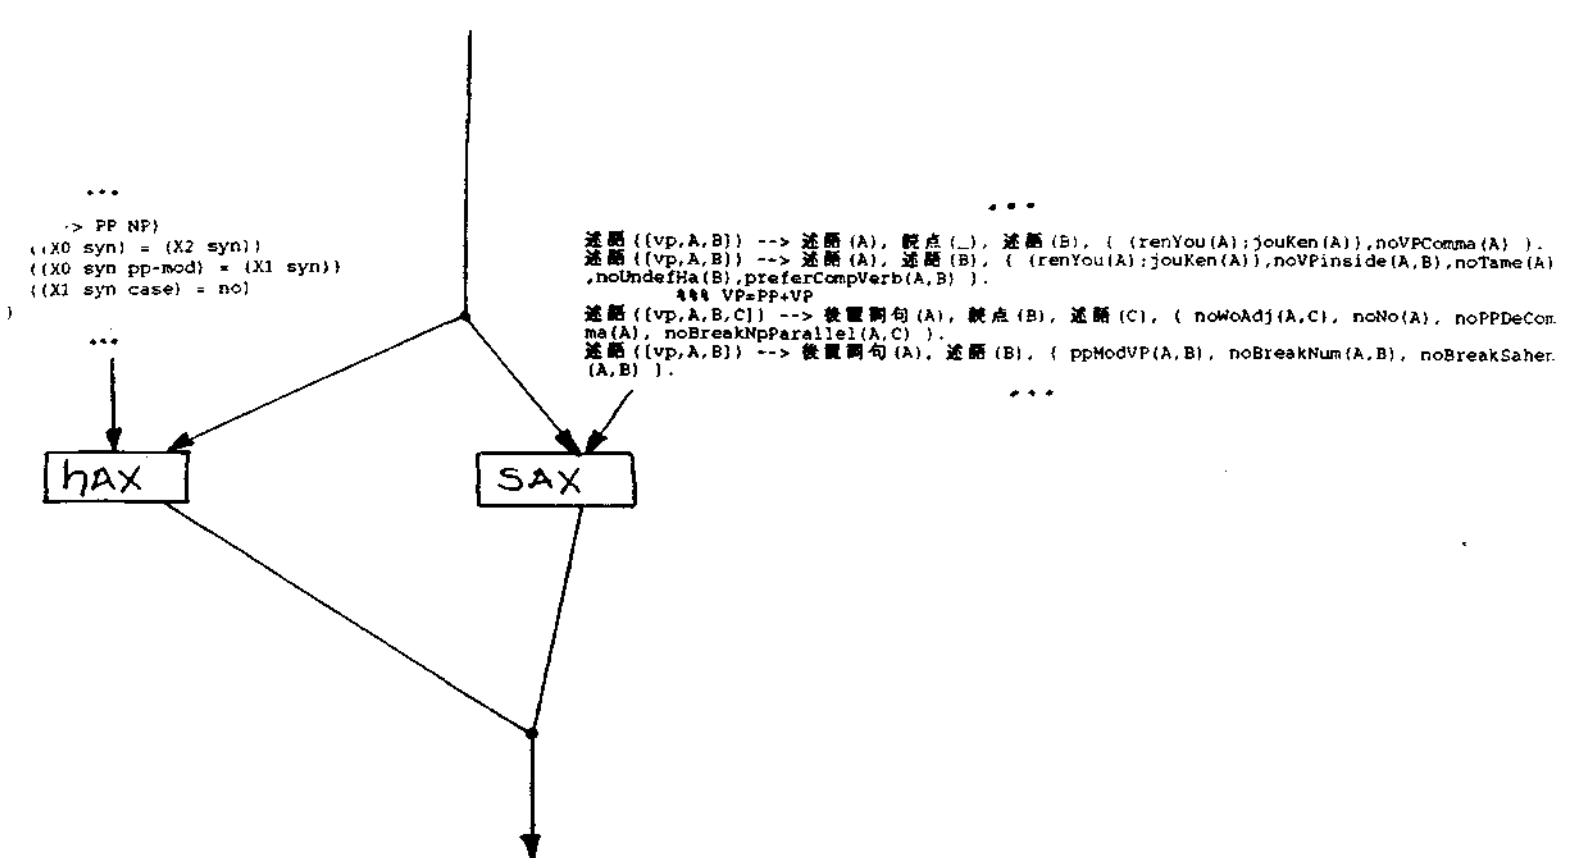 ...
-> PP NP)
((X0 syn) = (X2 syn))
((X0 syn pp-mod) = (X1 syn))
((X1 syn case) = no)
)
...
...
述語([vp,A,B]) --> 述語(A), 読点(_), 述語(B), { (renYou(A);jouKen(A)),noVPComma(A) }.
述語([vp,A,B]) --> 述語(A), 述語(B), { (renYou(A);jouKen(A)),noVPinside(A,B),noTame(A)
,noUndefHa(B),preferCompVerb(A,B) }.
%%% VP=PP+VP
述語([vp,A,B,C]) --> 後置詞句(A), 読点(B), 述語(C), { noWoAdj(A,C), noNo(A), noPPDeCom
ma(A), noBreakNpParallel(A,C) }.
述語([vp,A,B]) --> 後置詞句(A), 述語(B), { ppModVP(A,B), noBreakNum(A,B), noBreakSahen
(A,B) }.
...
hAX
SAX